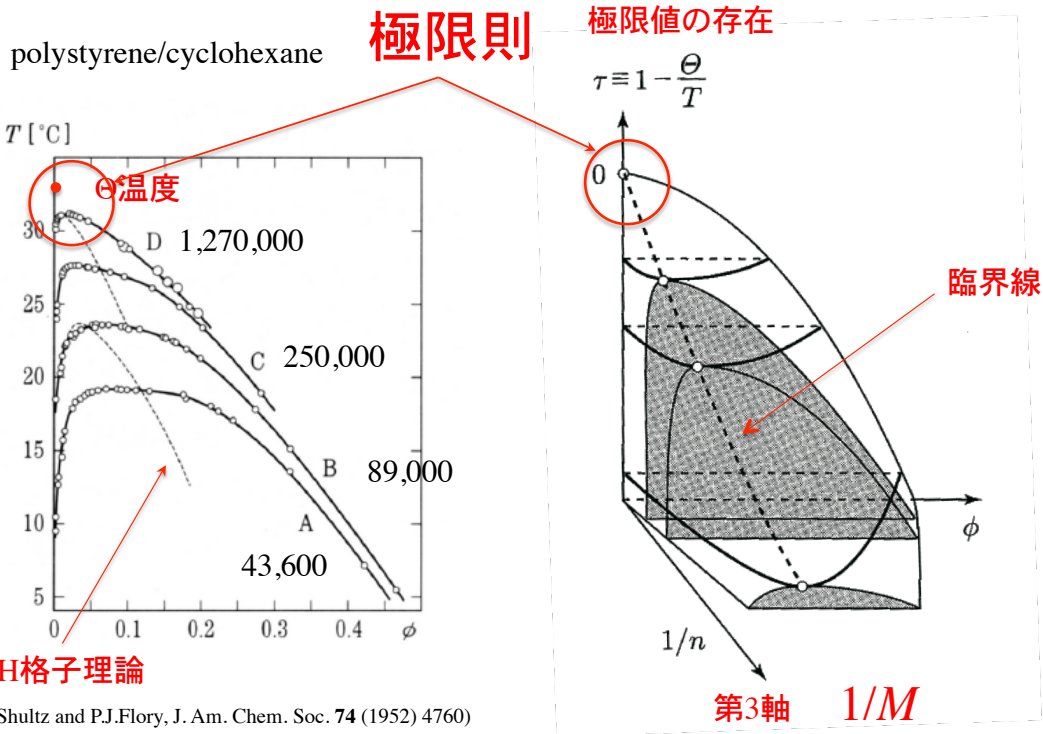 極限則
極限値の存在
polystyrene/cyclohexane
τ≡1−Θ/T
T [°C]
0
Θ温度
30
D 1,270,000
臨界線
25
C 250,000
20
15
B 89,000
10
A
43,600
φ
5
0 0.1 0.2 0.3 0.4 φ
1/n
H格子理論
第3軸 1/M
Shultz and P.J.Flory, J. Am. Chem. Soc. 74 (1952) 4760)